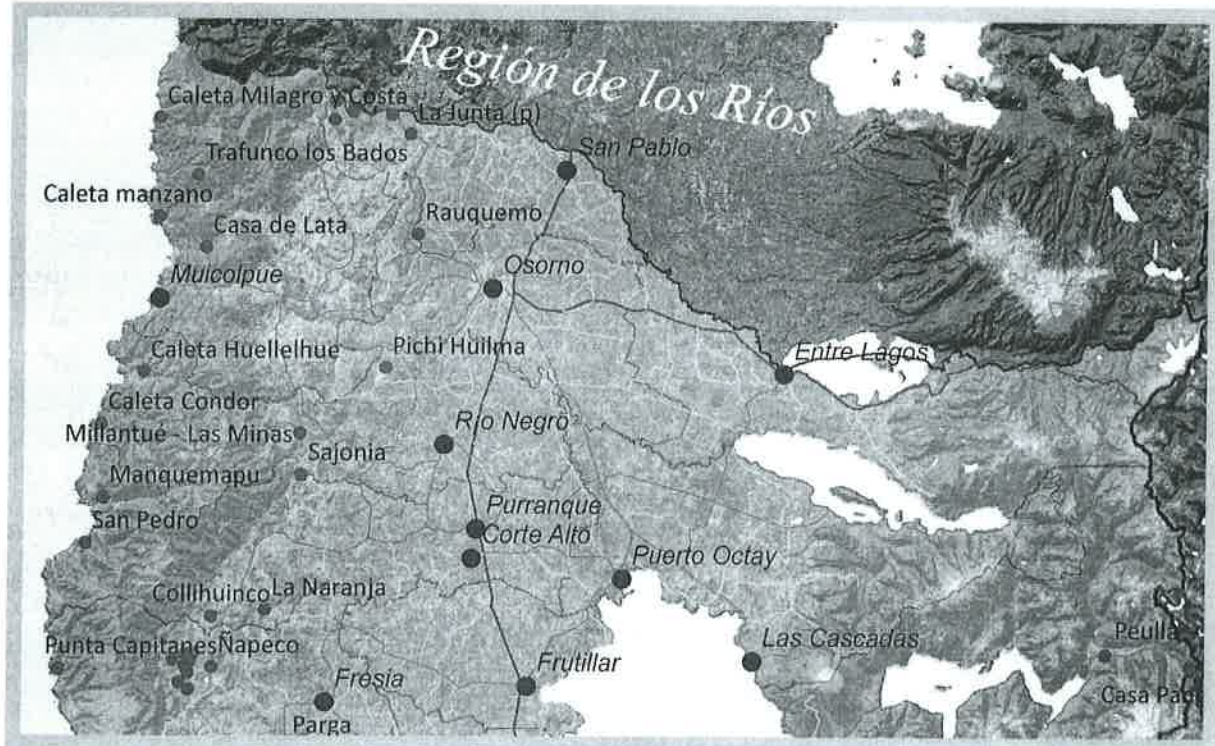 Región de los Ríos
Caleta Milagro y Costa
La Junta (p)
San Pablo
Trafunco los Bados
Caleta manzano
Rauquemo
Casa de Lata
Osorno
Muicolpue
Caleta Huellelhue
Pichi Huilma
Entre Lagos
Caleta Condor
Millantué - Las Minas
Río Negro
Sajonia
Manquemapu
Purranque
San Pedro
Corte Alto
Puerto Octay
Collihuinco
La Naranja
Punta Capitanes
Ñapeco
Las Cascadas
Peulla
Frutillar
Fresia
Casa Pan
Parga